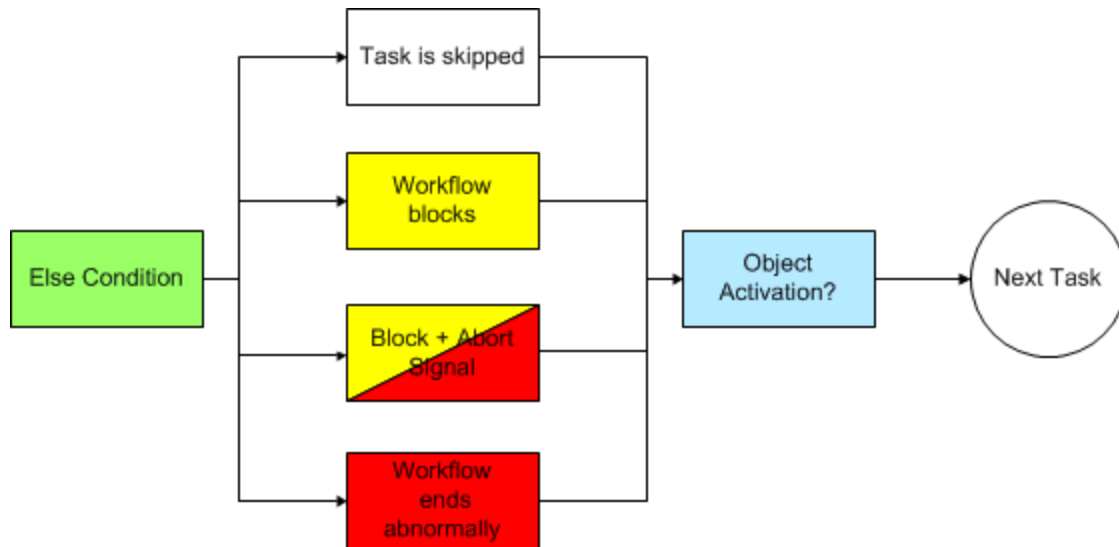 Task is skipped
Workflow
blocks
Else Condition
Object
Activation?
Next Task
Block + Abort
Signal
Workflow
ends
abnormally